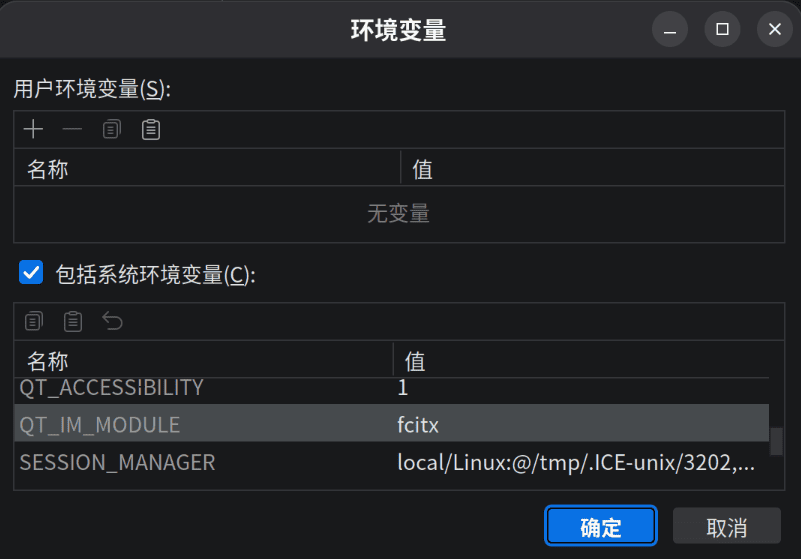 环境变量
用户环境变量(S):
名称 值
无变量
包括系统环境变量(C):
名称 值
QT_ACCESSIBILITY 1
QT_IM_MODULE fcitx
SESSION_MANAGER local/Linux:@/tmp/.ICE-unix/3202,...
确定 取消